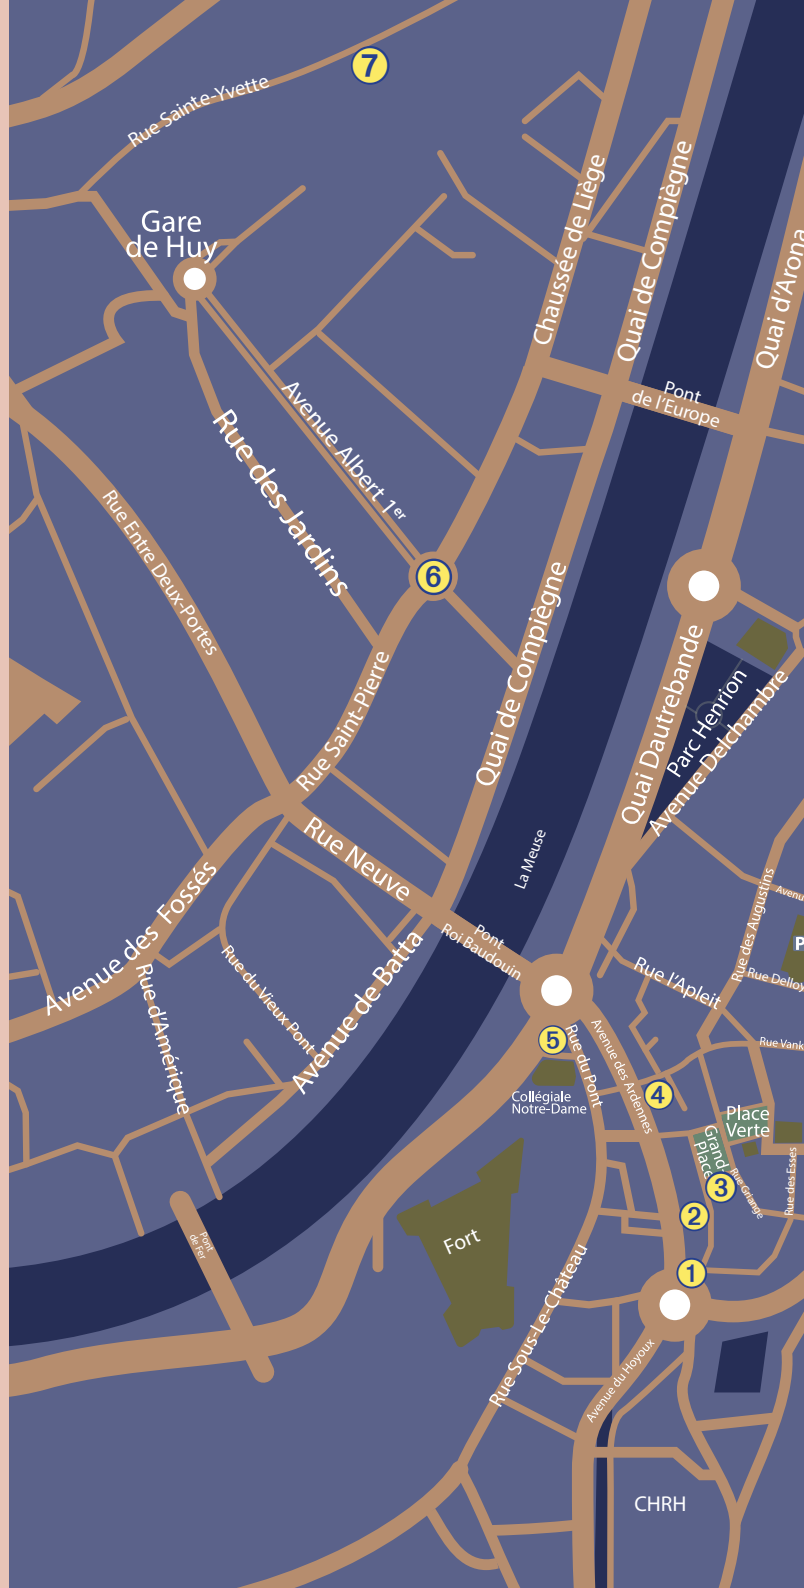 7
Rue Sainte-Yvette
Gare
de Huy
Chaussée de Liège
Quai de Compiègne
Quai d'Arona
Pont
de l'Europe
Avenue Albert 1er
Rue des Jardins
Rue Entre Deux-Portes
6
Quai de Compiègne
Rue Saint-Pierre
Quai Dautrebande
Parc Henrion
Avenue Delchambre
Rue Neuve
La Meuse
Avenue des Fossés
Pont
Roi Baudouin
Rue des Augustins
Avenu
P
Rue Delloy
Rue l'Apleit
Rue d'Amérique
Rue du Vieux Pont
Avenue de Batta
5
Rue du Pont
Avenue des Ardennes
Rue Vank
Collégiale
Notre-Dame
4
Place
Verte
Grand
Place
3
Rue Griange
Rue des Esses
2
Pont
de Fer
Fort
1
Rue Sous-Le-Château
Avenue du Hoyoux
CHRH